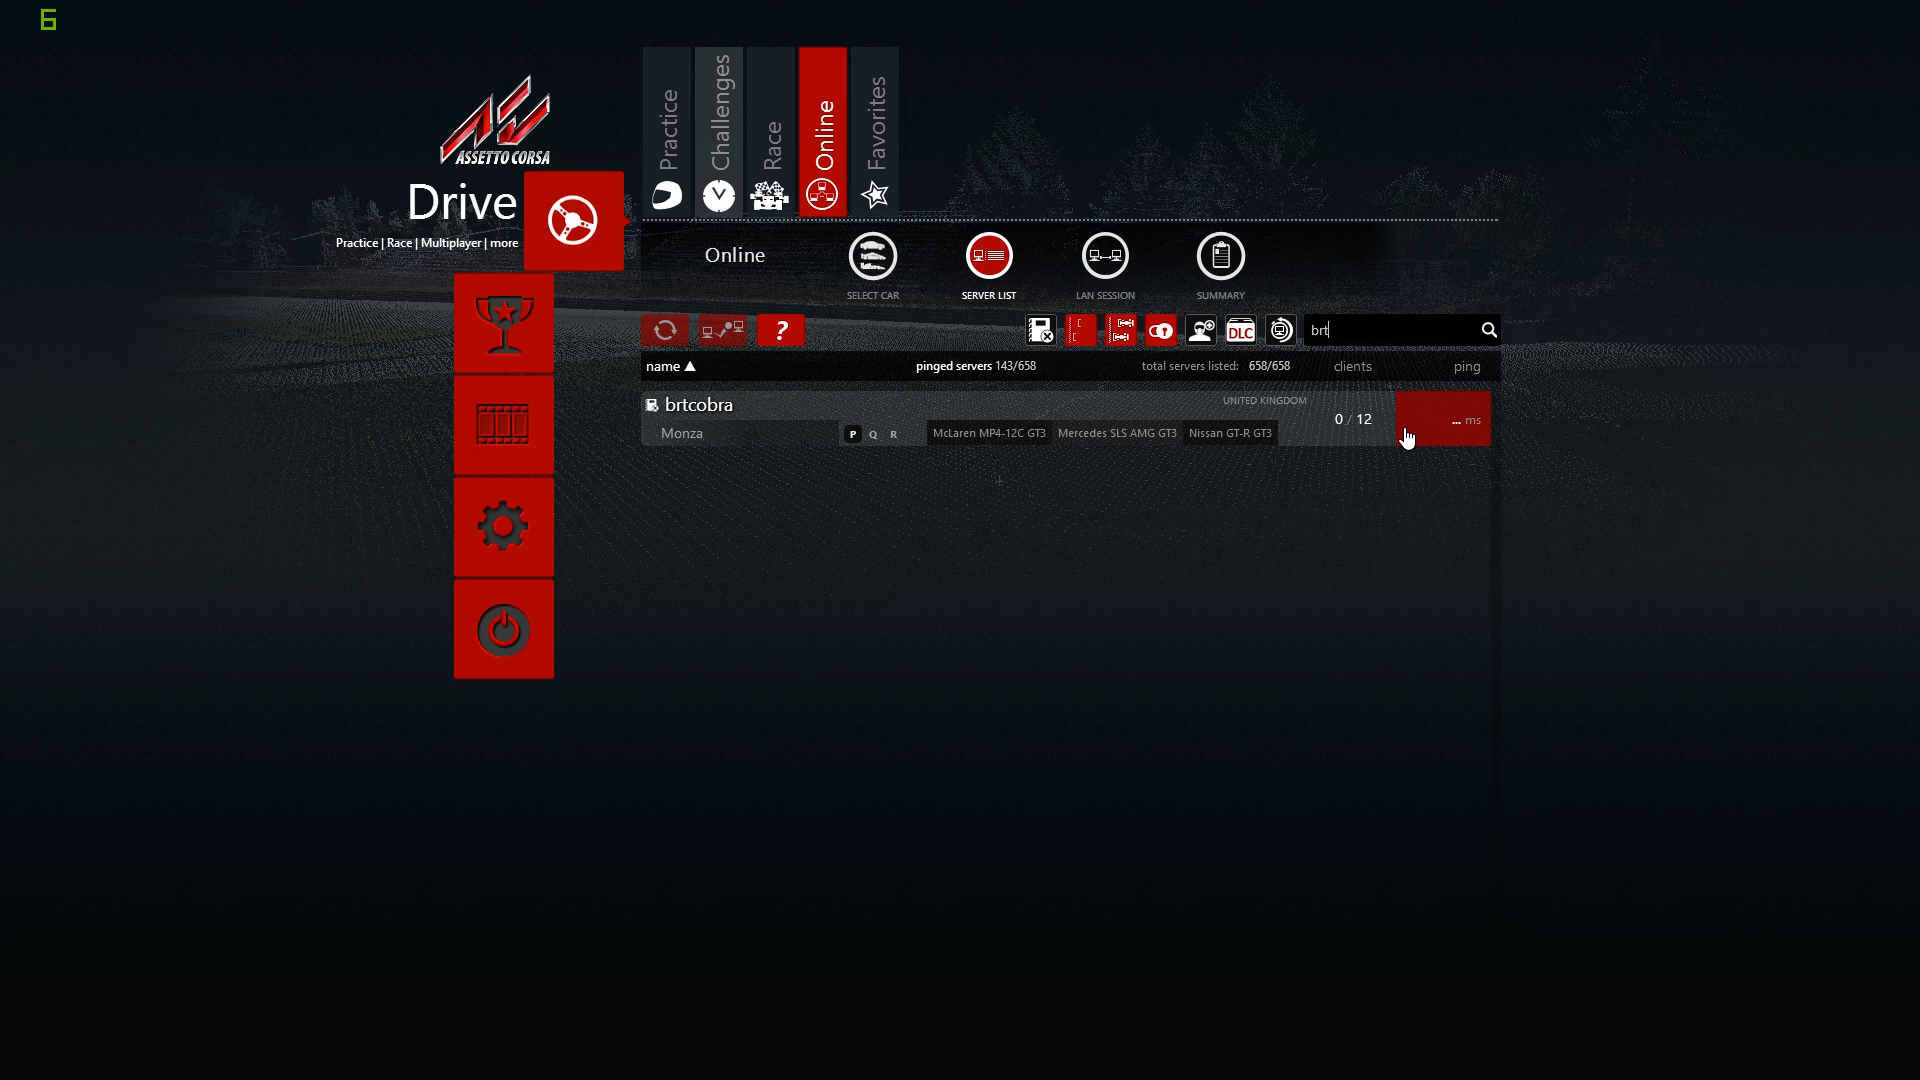 6
Practice
Challenges
Race
Online
Favorites
ASSETTO CORSA
Drive
Practice | Race | Multiplayer | more
Online
SELECT CAR
SERVER LIST
LAN SESSION
SUMMARY
?
DLC
brt
name ▲
pinged servers 143/658
total servers listed: 658/658
clients
ping
brtcobra
UNITED KINGDOM
0 / 12
... ms
Monza
P Q R
McLaren MP4-12C GT3
Mercedes SLS AMG GT3
Nissan GT-R GT3